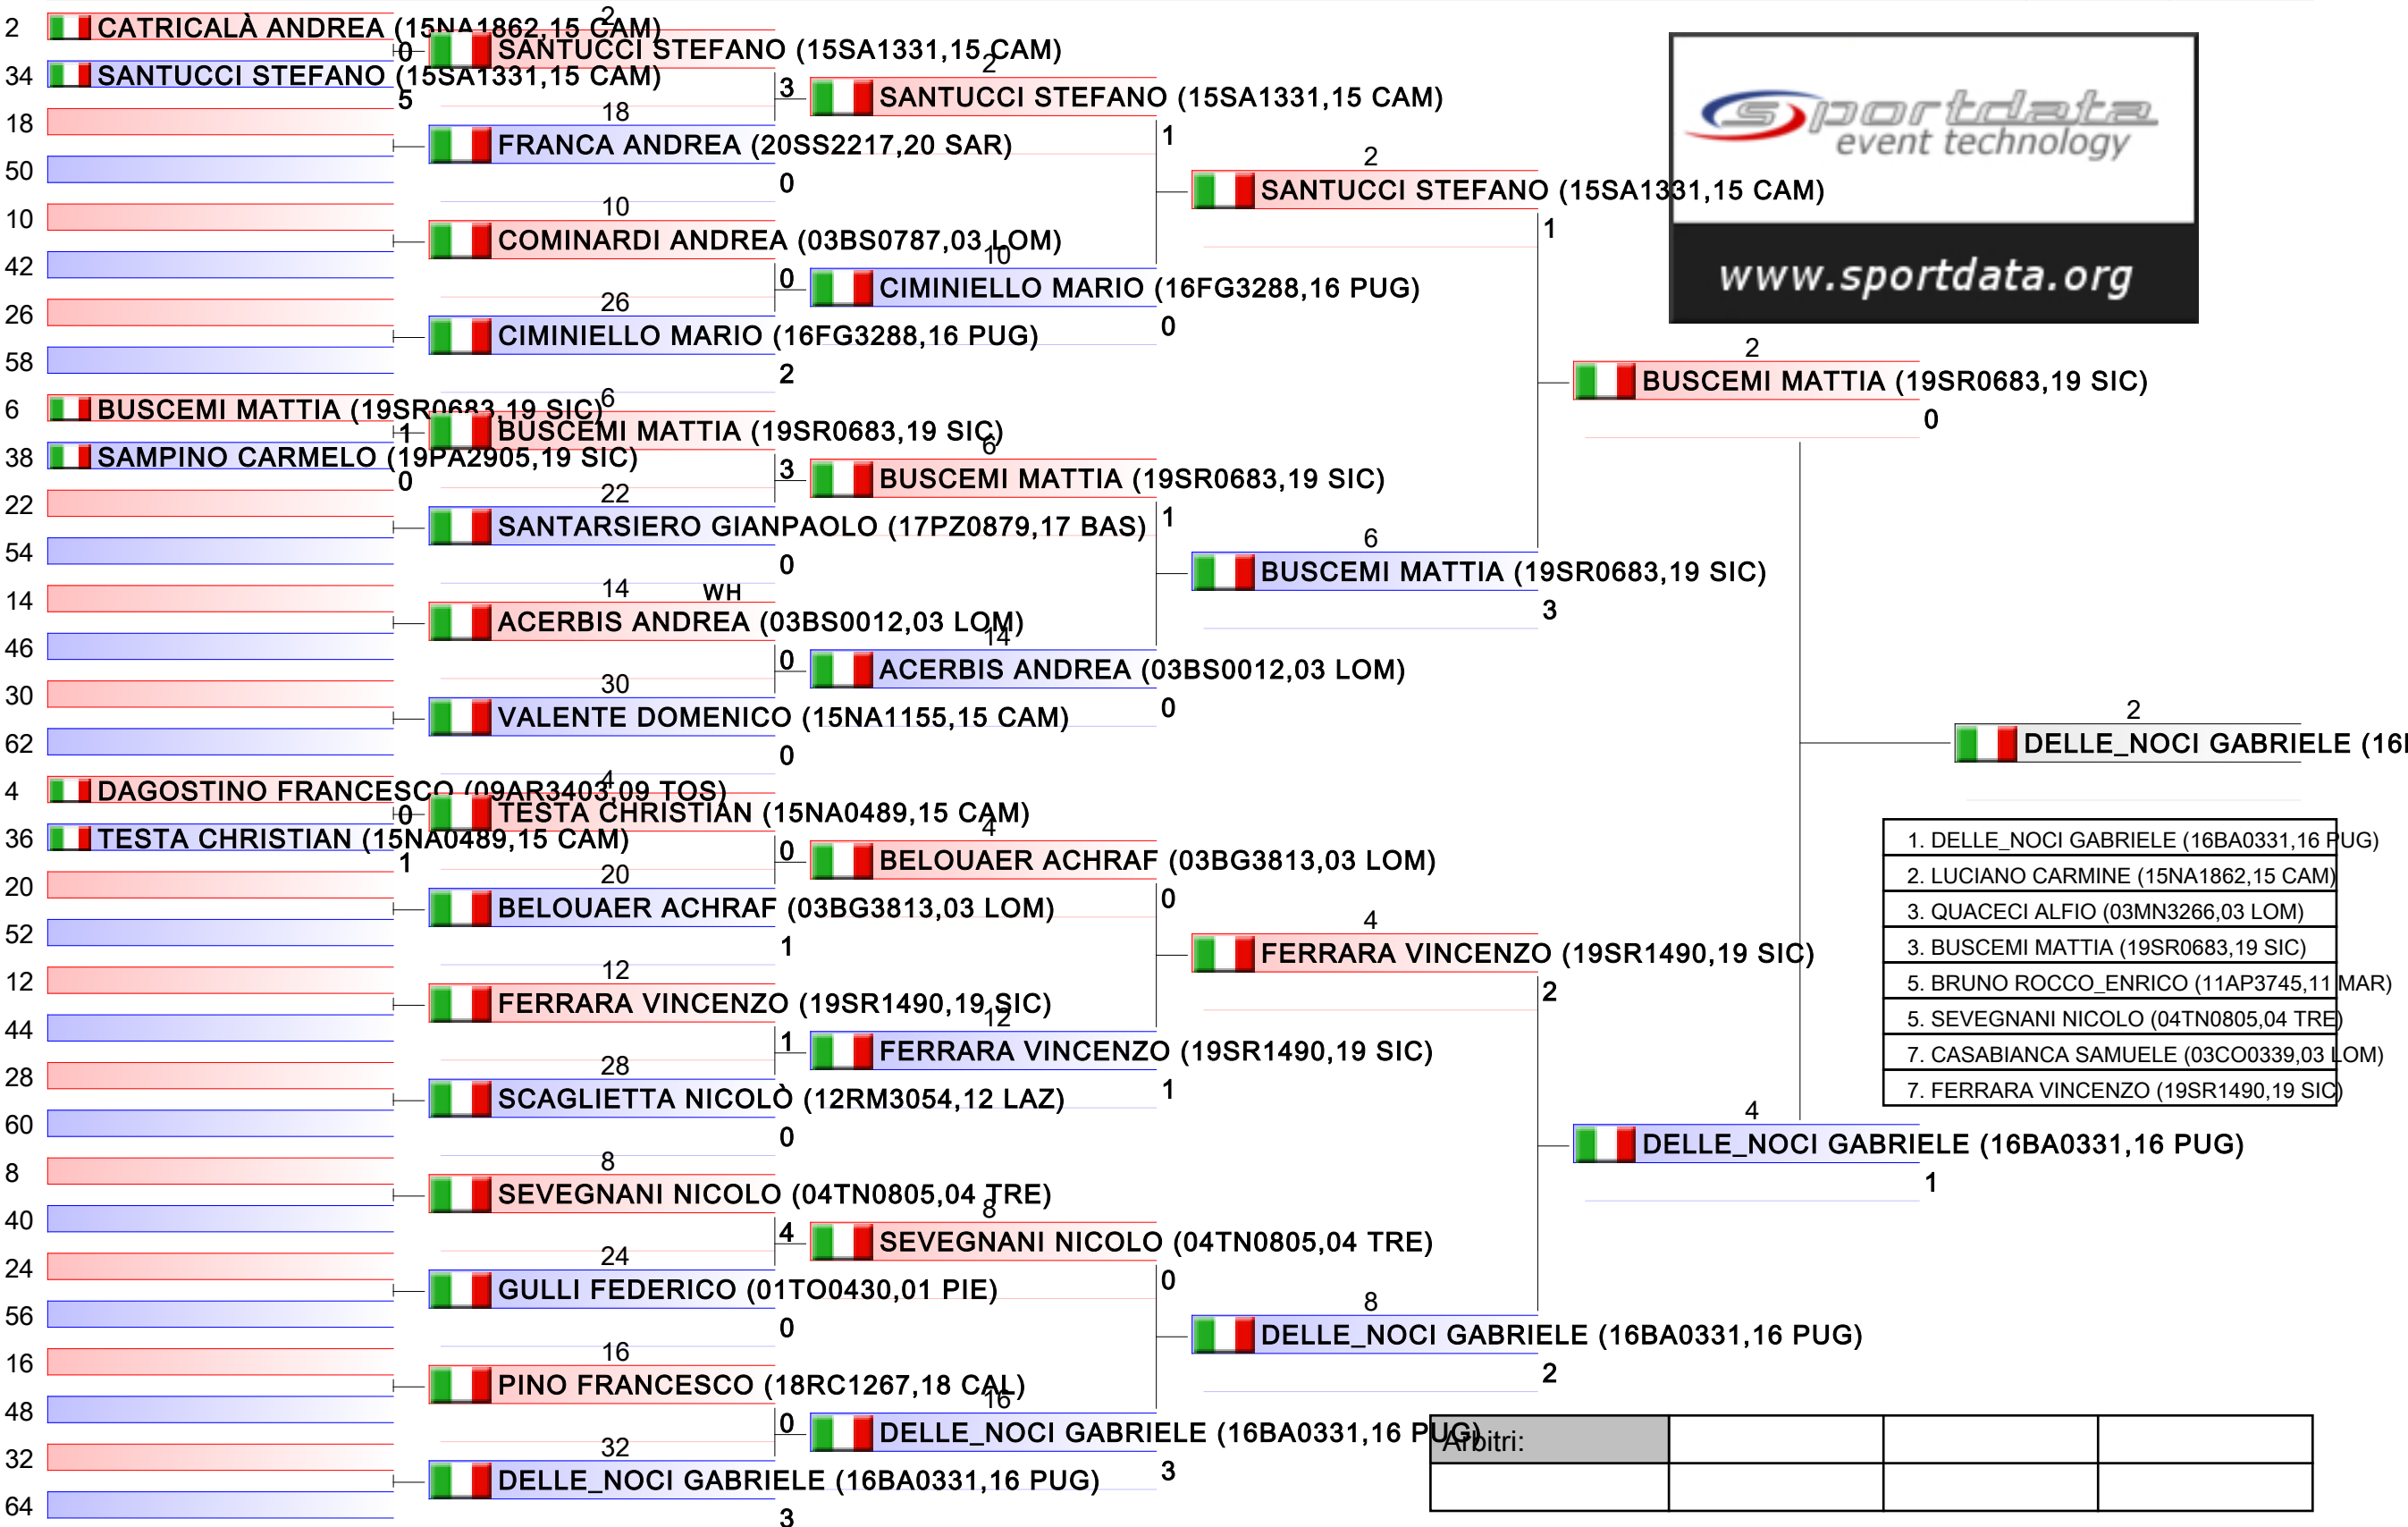 2 CATRICALÀ ANDREA (15NA1862,15 CAM)
0
34 SANTUCCI STEFANO (15SA1331,15 CAM)
5
18
50
10
42
26
58
6 BUSCEMI MATTIA (19SR0683,19 SIC)
1
38 SAMPINO CARMELO (19PA2905,19 SIC)
0
22
54
14
46
30
62
4 DAGOSTINO FRANCESCO (09AR3403,09 TOS)
0
36 TESTA CHRISTIAN (15NA0489,15 CAM)
1
20
52
12
44
28
60
8
40
24
56
16
48
32
64
2
SANTUCCI STEFANO (15SA1331,15 CAM)
3
18
FRANCA ANDREA (20SS2217,20 SAR)
0
10
COMINARDI ANDREA (03BS0787,03 LOM)
0
26
CIMINIELLO MARIO (16FG3288,16 PUG)
2
6
BUSCEMI MATTIA (19SR0683,19 SIC)
3
22
SANTARSIERO GIANPAOLO (17PZ0879,17 BAS)
0
14 WH
ACERBIS ANDREA (03BS0012,03 LOM)
0
30
VALENTE DOMENICO (15NA1155,15 CAM)
0
4
TESTA CHRISTIAN (15NA0489,15 CAM)
0
20
BELOUAER ACHRAF (03BG3813,03 LOM)
1
12
FERRARA VINCENZO (19SR1490,19 SIC)
1
28
SCAGLIETTA NICOLÒ (12RM3054,12 LAZ)
0
8
SEVEGNANI NICOLO (04TN0805,04 TRE)
4
24
GULLI FEDERICO (01TO0430,01 PIE)
0
16
PINO FRANCESCO (18RC1267,18 CAL)
0
32
DELLE_NOCI GABRIELE (16BA0331,16 PUG)
3
2
SANTUCCI STEFANO (15SA1331,15 CAM)
1
10
CIMINIELLO MARIO (16FG3288,16 PUG)
0
6
BUSCEMI MATTIA (19SR0683,19 SIC)
1
14
ACERBIS ANDREA (03BS0012,03 LOM)
0
4
BELOUAER ACHRAF (03BG3813,03 LOM)
0
12
FERRARA VINCENZO (19SR1490,19 SIC)
1
8
SEVEGNANI NICOLO (04TN0805,04 TRE)
0
16
DELLE_NOCI GABRIELE (16BA0331,16 PUG)
3
2
SANTUCCI STEFANO (15SA1331,15 CAM)
1
6
BUSCEMI MATTIA (19SR0683,19 SIC)
3
4
FERRARA VINCENZO (19SR1490,19 SIC)
2
8
DELLE_NOCI GABRIELE (16BA0331,16 PUG)
2
sportdata
event technology
www.sportdata.org
2
BUSCEMI MATTIA (19SR0683,19 SIC)
0
4
DELLE_NOCI GABRIELE (16BA0331,16 PUG)
1
2
DELLE_NOCI GABRIELE (16
1. DELLE_NOCI GABRIELE (16BA0331,16 PUG)
2. LUCIANO CARMINE (15NA1862,15 CAM)
3. QUACECI ALFIO (03MN3266,03 LOM)
3. BUSCEMI MATTIA (19SR0683,19 SIC)
5. BRUNO ROCCO_ENRICO (11AP3745,11 MAR)
5. SEVEGNANI NICOLO (04TN0805,04 TRE)
7. CASABIANCA SAMUELE (03CO0339,03 LOM)
7. FERRARA VINCENZO (19SR1490,19 SIC)
Arbitri: